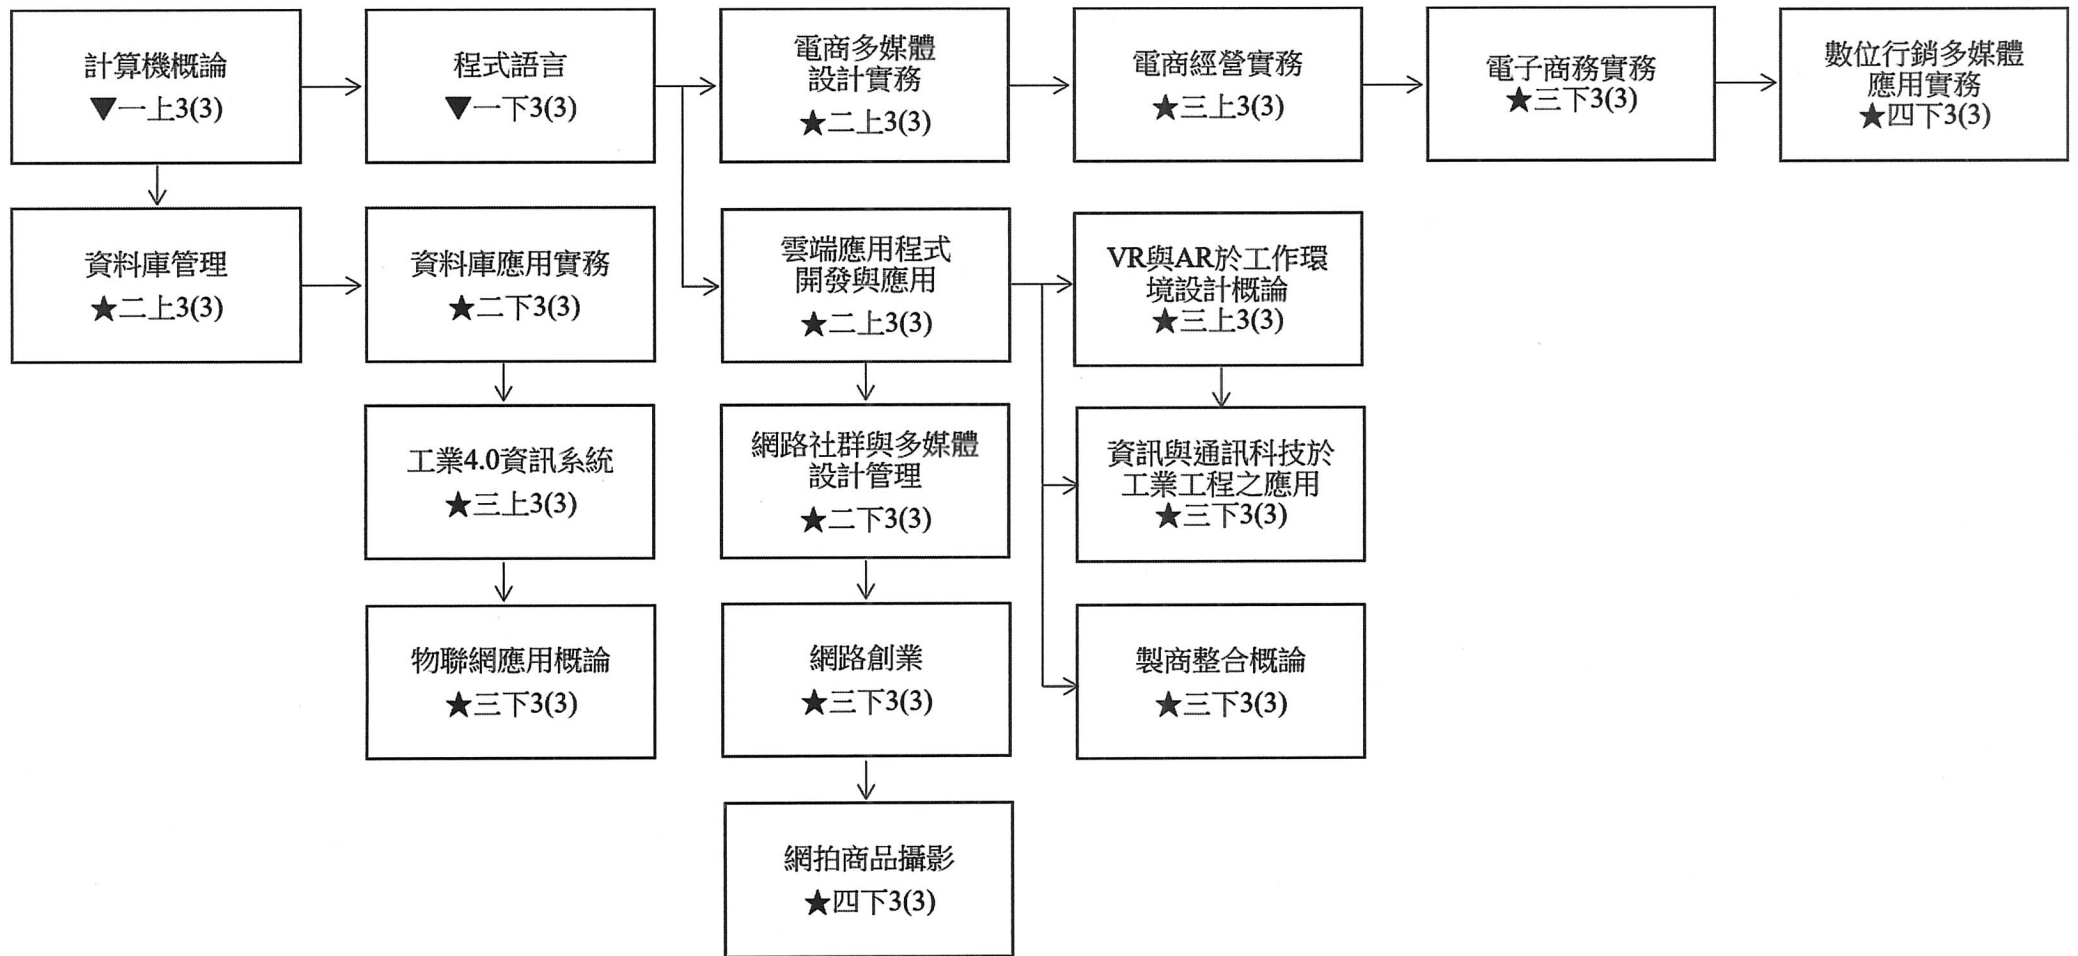 計算機概論
▼一上3(3)
程式語言
▼一下3(3)
電商多媒體
設計實務
★二上3(3)
電商經營實務
★三上3(3)
電子商務實務
★三下3(3)
數位行銷多媒體
應用實務
★四下3(3)
資料庫管理
★二上3(3)
資料庫應用實務
★二下3(3)
雲端應用程式
開發與應用
★二上3(3)
VR與AR於工作環
境設計概論
★三上3(3)
工業4.0資訊系統
★三上3(3)
網路社群與多媒體
設計管理
★二下3(3)
資訊與通訊科技於
工業工程之應用
★三下3(3)
物聯網應用概論
★三下3(3)
網路創業
★三下3(3)
製商整合概論
★三下3(3)
網拍商品攝影
★四下3(3)